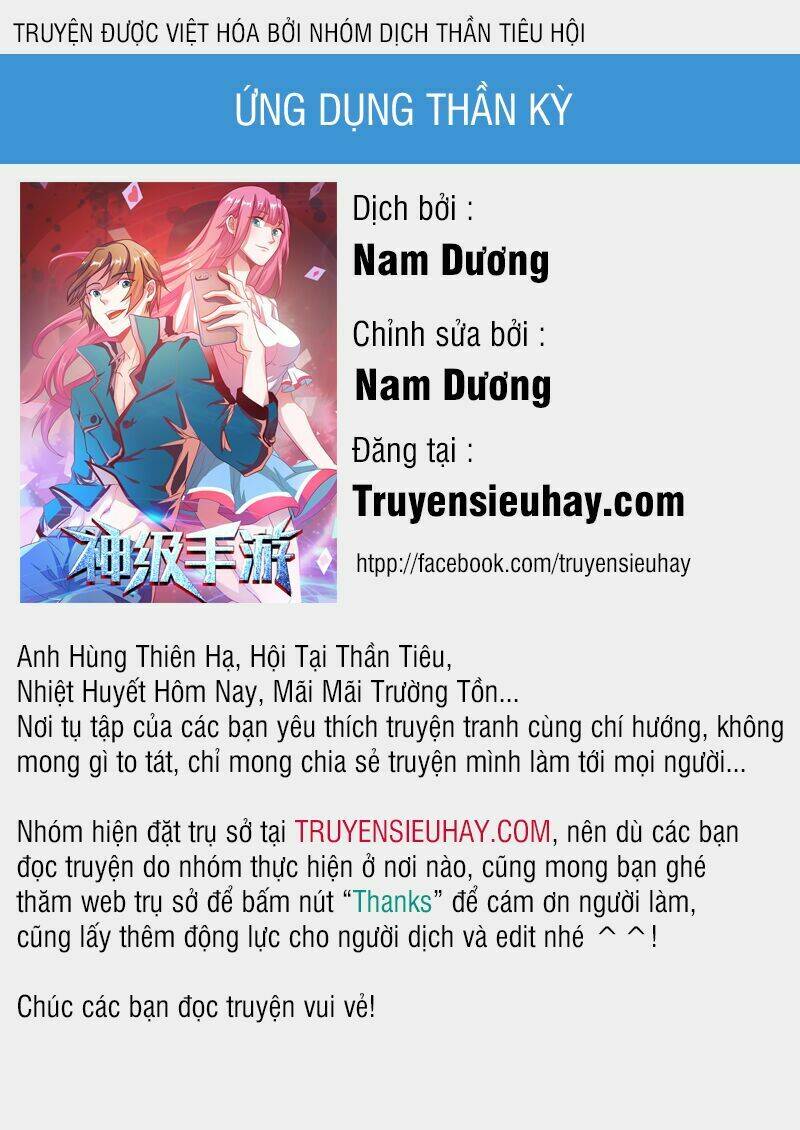 TRUYỆN ĐƯỢC VIỆT HÓA BỞI NHÓM DỊCH THẦN TIÊU HỘI
ỨNG DỤNG THẦN KỲ
神级手游
Dịch bởi :
Nam Dương
Chỉnh sửa bởi :
Nam Dương
Đăng tại :
Truyensieuhay.com
htpp://facebook.com/truyensieuhay
Anh Hùng Thiên Hạ, Hội Tại Thần Tiêu,
Nhiệt Huyết Hôm Nay, Mãi Mãi Trường Tồn...
Nơi tụ tập của các bạn yêu thích truyện tranh cùng chí hướng, không
mong gì to tát, chỉ mong chia sẻ truyện mình làm tới mọi người...
Nhóm hiện đặt trụ sở tại TRUYENSIEUHAY.COM, nên dù các bạn
đọc truyện do nhóm thực hiện ở nơi nào, cũng mong bạn ghé
thăm web trụ sở để bấm nút “Thanks” để cám ơn người làm,
cũng lấy thêm động lực cho người dịch và edit nhé ^ ^!
Chúc các bạn đọc truyện vui vẻ!